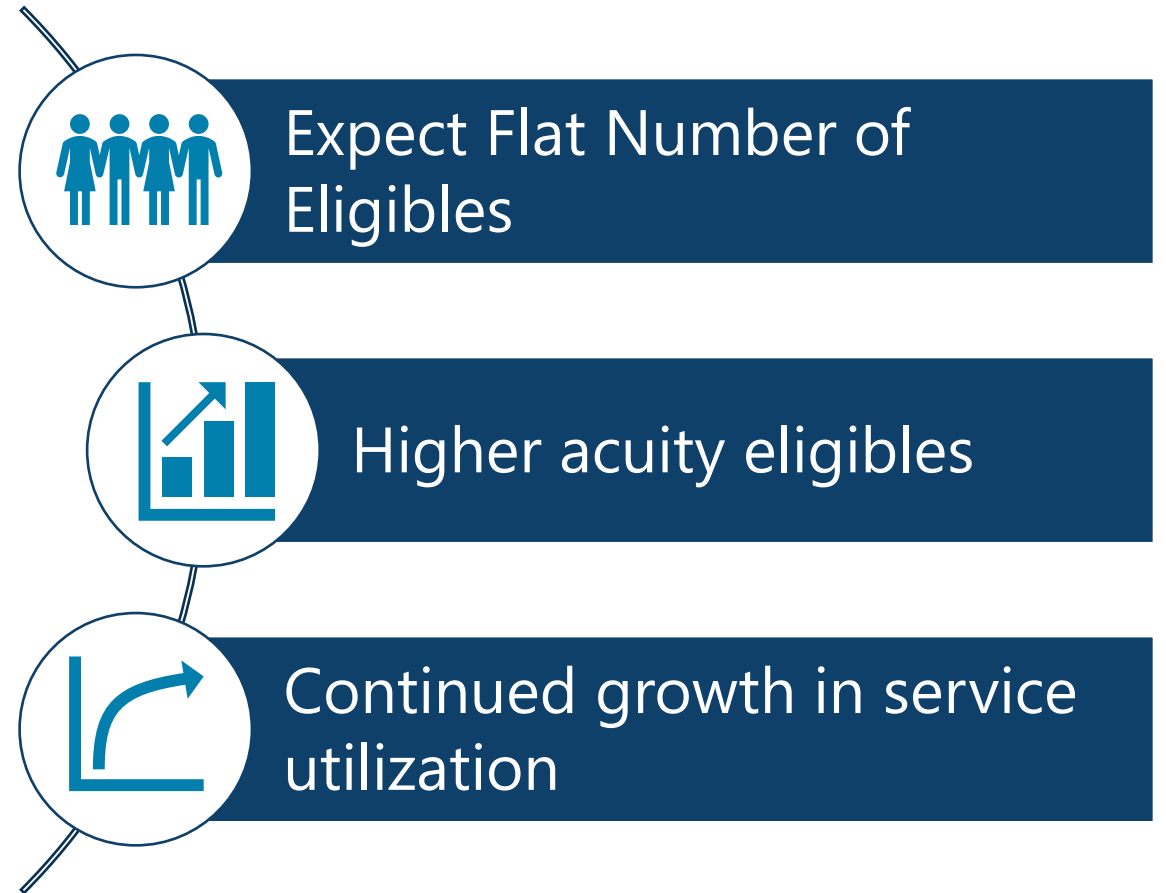 Expect Flat Number of
Eligibles
Higher acuity eligibles
Continued growth in service
utilization